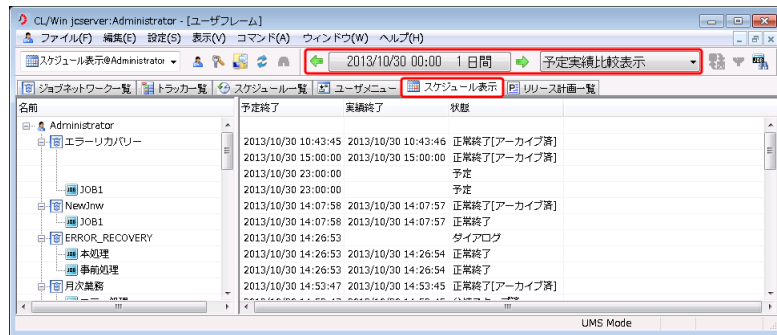 CL/Win jcserver:Administrator - [ユーザフレーム]
ファイル(F) 編集(E) 設定(S) 表示(V) コマンド(A) ウィンドウ(W) ヘルプ(H)
スケジュール表示@Administrator 2013/10/30 00:00 1 日間 予定実績比較表示
ジョブネットワーク一覧 トラッカ一覧 スケジュール一覧 ユーザメニュー スケジュール表示 リリース計画一覧
名前 予定終了 実績終了 状態
Administrator
エラーリカバリー 2013/10/30 10:43:45 2013/10/30 10:43:46 正常終了[アーカイブ済]
2013/10/30 15:00:00 2013/10/30 15:00:00 正常終了[アーカイブ済]
2013/10/30 23:00:00 予定
JOB1 2013/10/30 23:00:00 予定
NewJnw 2013/10/30 14:07:58 2013/10/30 14:07:57 正常終了[アーカイブ済]
JOB1 2013/10/30 14:07:58 2013/10/30 14:07:57 正常終了
ERROR_RECOVERY 2013/10/30 14:26:53 ダイアログ
本処理 2013/10/30 14:26:53 2013/10/30 14:26:54 正常終了
事前処理 2013/10/30 14:26:53 2013/10/30 14:26:54 正常終了
月次業務 2013/10/30 14:53:47 2013/10/30 14:53:45 正常終了[アーカイブ済]
UMS Mode